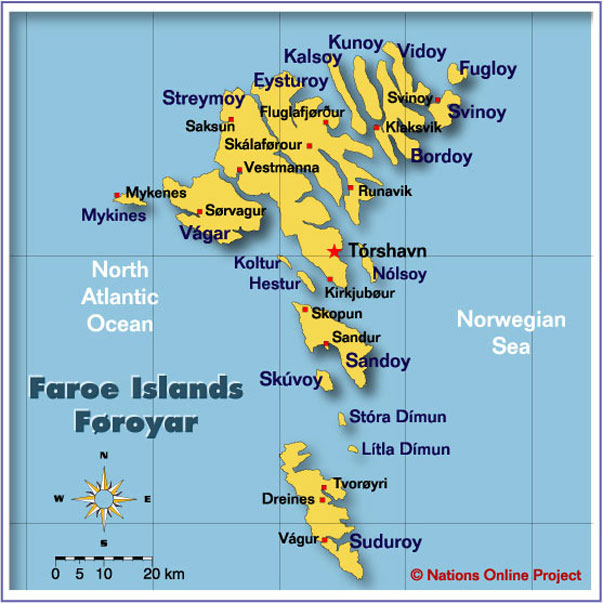 Kunoy
Kalsoy
Vidoy
Fugloy
Eysturoy
Streymoy
Svinoy
Fluglafjørður
Svinoy
Saksun
Klaksvik
Skálaførour
Bordoy
Vestmanna
Mykenes
Runavik
Mykines
Sørvagur
Vágar
Tórshavn
Koltur
North
Atlantic
Ocean
Nólsoy
Hestur
Kirkjubøur
Skopun
Norwegian
Sea
Sandur
Sandoy
Skúvoy
Faroe Islands
Føroyar
Stóra Dímun
Lítla Dímun
N
W E
S
Tvorøyri
Dreines
Vágur
Suduroy
0 5 10 20 km
© Nations Online Project